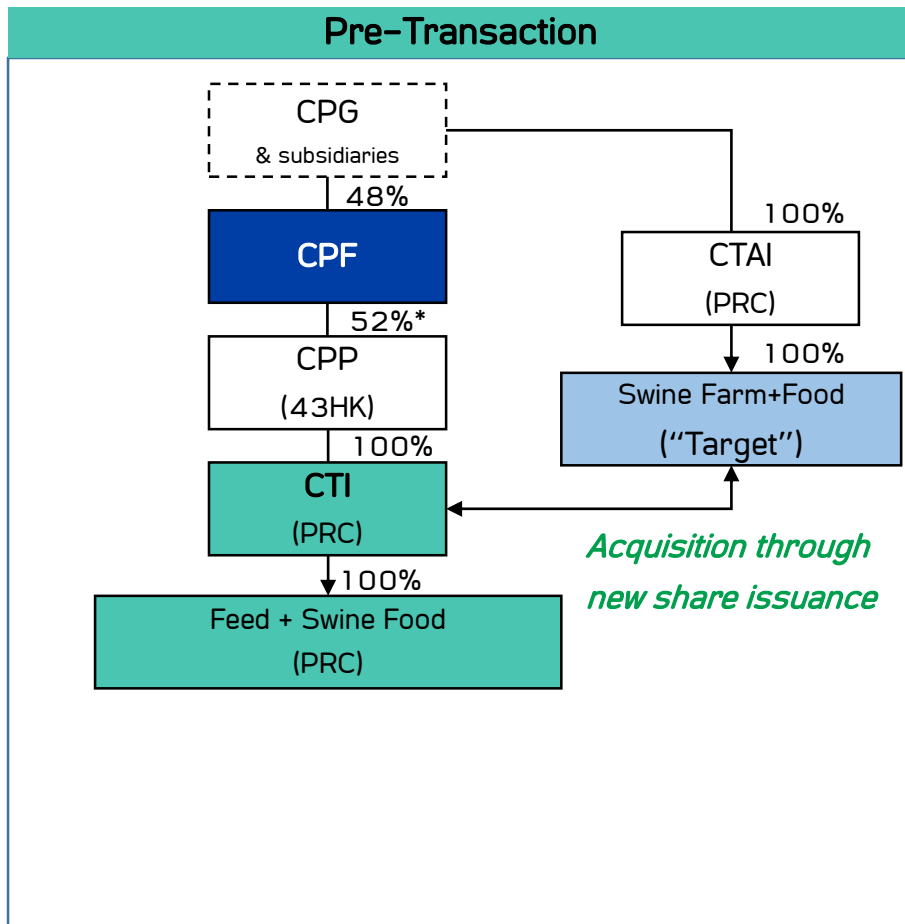 Pre-Transaction
CPG
& subsidiaries
48%
CPF
52%*
CPP
(43HK)
100%
CTI
(PRC)
100%
Feed + Swine Food
(PRC)
100%
CTAI
(PRC)
100%
Swine Farm+Food
(“Target”)
Acquisition through
new share issuance